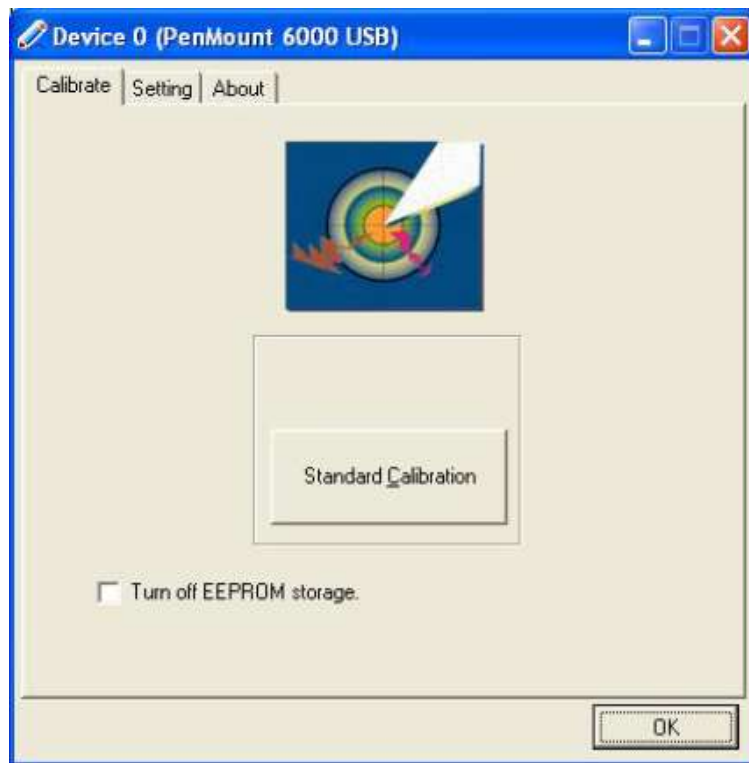 Device 0 (PenMount 6000 USB)
Calibrate Setting About
Standard Calibration
Turn off EEPROM storage.
OK